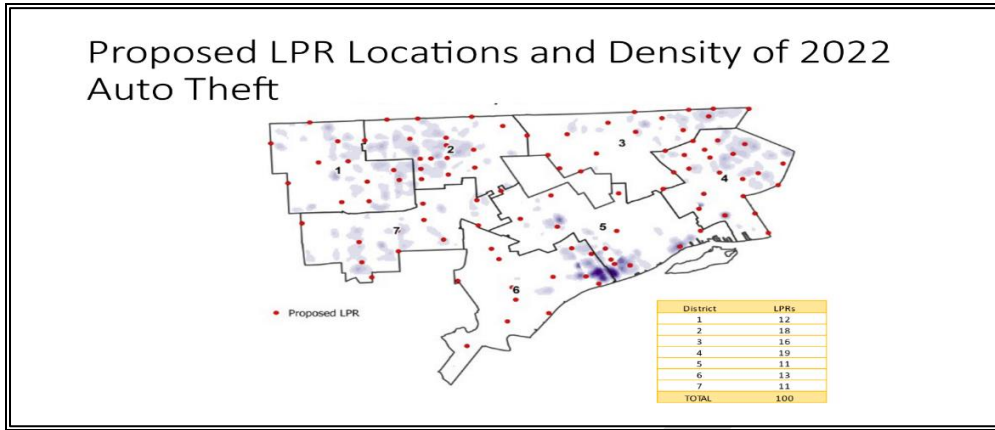 Proposed LPR Locations and Density of 2022
Auto Theft
1
2
3
4
5
6
7
Proposed LPR
District LPRs
1 12
2 18
3 16
4 19
5 11
6 13
7 11
TOTAL 100